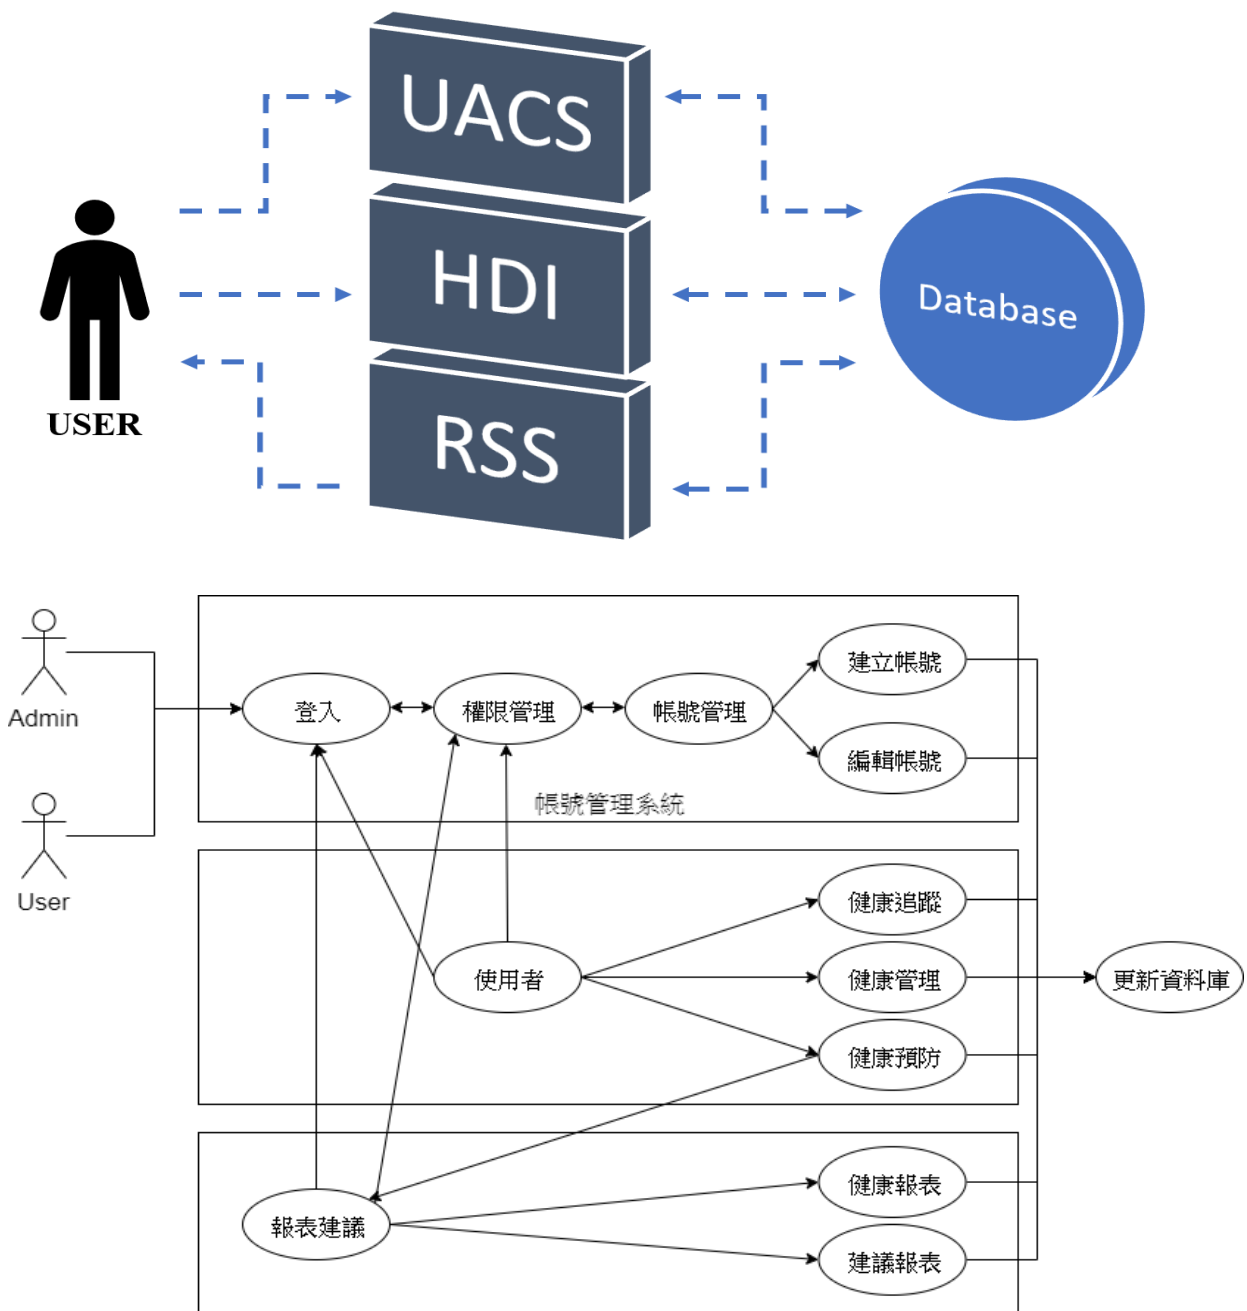 UACS
HDI
RSS
Database
USER
Admin
User
登入
權限管理
帳號管理
建立帳號
編輯帳號
帳號管理系統
使用者
健康追蹤
健康管理
健康預防
更新資料庫
報表建議
健康報表
建議報表